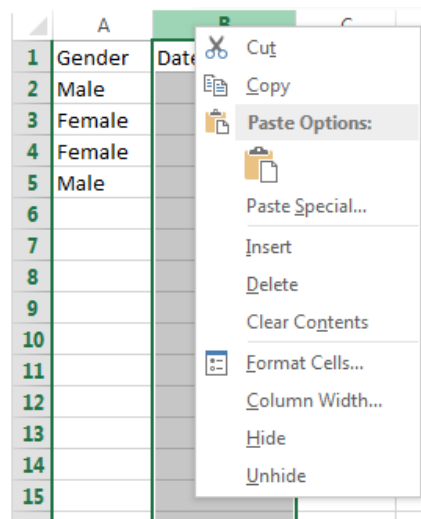 A B C
1 Gender Date
2 Male
3 Female
4 Female
5 Male
6
7
8
9
10
11
12
13
14
15
Cut
Copy
Paste Options:
Paste Special...
Insert
Delete
Clear Contents
Format Cells...
Column Width...
Hide
Unhide